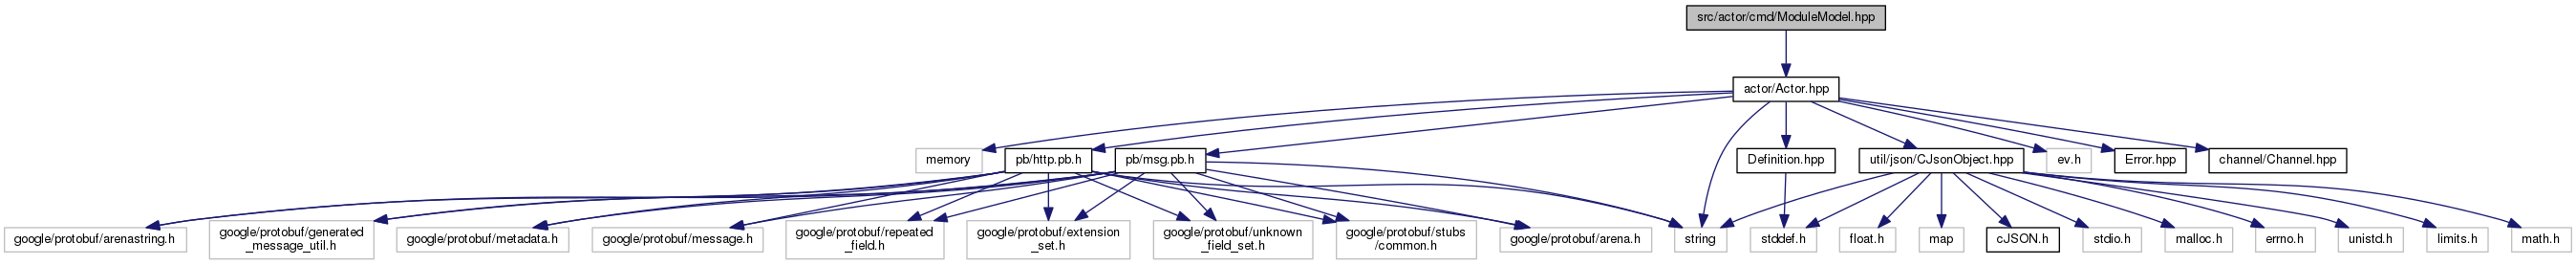 src/actor/cmd/ModuleModel.hpp
actor/Actor.hpp
memory
pb/http.pb.h
pb/msg.pb.h
Definition.hpp
util/json/CJsonObject.hpp
ev.h
Error.hpp
channel/Channel.hpp
google/protobuf/arenastring.h
google/protobuf/generated
_message_util.h
google/protobuf/metadata.h
google/protobuf/message.h
google/protobuf/repeated
_field.h
google/protobuf/extension
_set.h
google/protobuf/unknown
_field_set.h
google/protobuf/stubs
/common.h
google/protobuf/arena.h
string
stddef.h
float.h
map
cJSON.h
stdio.h
malloc.h
errno.h
unistd.h
limits.h
math.h